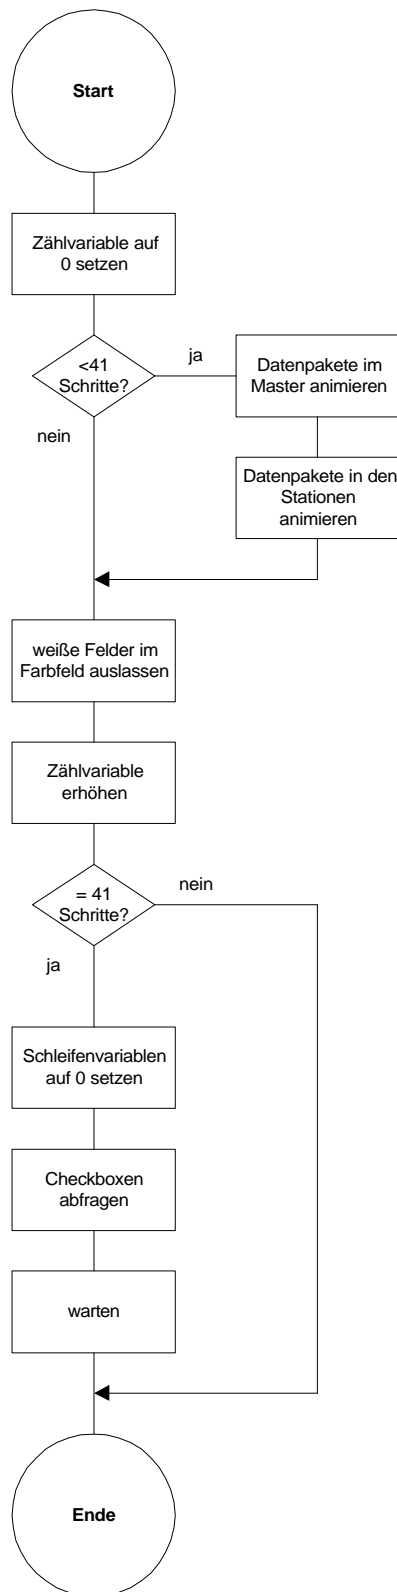 Start
Zählvariable auf
0 setzen
<41
Schritte?
ja
Datenpakete im
Master animieren
nein
Datenpakete in den
Stationen
animieren
weiße Felder im
Farbfeld auslassen
Zählvariable
erhöhen
= 41
Schritte?
nein
ja
Schleifenvariablen
auf 0 setzen
Checkboxen
abfragen
warten
Ende